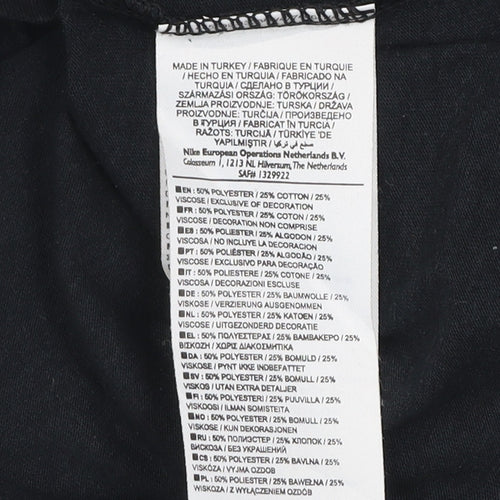 MADE IN TURKEY / FABRIQUE EN TURQUIE
/ HECHO EN TURQUIA / FABRICADO NA
TURQUIA / СДЕЛАНО В ТУРЦИИ /
SZÁRMAZÁSI ORSZÁG: TÖRÖKORSZÁG /
ZEMLJA PROIZVODNJE: TURSKA / DRŽAVA
PROIZVODNJE: TURČIJA / ПРОИЗВЕДЕНО
В ТУРЦИЯ / FABRICAT ÎN TURCIA /
RAŽOTS: TURCIJĀ / TÜRKİYE 'DE
YAPILMIŞTIR / صنع في تركيا
Nike European Operations Netherlands B.V.
Colosseum 1, 1213 NL Hilversum, The Netherlands
SAF# 1329922
EN : 50% POLYESTER / 25% COTTON / 25%
VISCOSE / EXCLUSIVE OF DECORATION
FR : 50% POLYESTER / 25% COTON / 25%
VISCOSE / DECORATION NON COMPRISE
ES : 50% POLIÉSTER / 25% ALGODON / 25%
VISCOSA / NO INCLUYE LA DECORACION
PT : 50% POLIÉSTER / 25% ALGODÃO / 25%
VISCOSE / EXCLUSIVO PARA DECORAÇÃO
IT : 50% POLIESTERE / 25% COTONE / 25%
VISCOSA / DECORAZIONI ESCLUSE
DE : 50% POLYESTER / 25% BAUMWOLLE / 25%
VISKOSE / VERZIERUNG AUSGENOMMEN
NL : 50% POLYESTER / 25% KATOEN / 25%
VISCOSE / UITGEZONDERD DECORATIE
EL : 50% ΠΟΛΥΕΣΤΕΡΑΣ / 25% ΒΑΜΒΑΚΕΡΟ / 25%
ΒΙΣΚΟΖΗ / ΧΩΡΙΣ ΔΙΑΚΟΣΜΗΤΙΚΑ
DA : 50% POLYESTER / 25% BOMULD / 25%
VISKOSE / PYNT IKKE INDBEFATTET
SV : 50% POLYESTER / 25% BOMULL / 25%
VISKOS / UTAN EXTRA DETALJER
FI : 50% POLYESTERI / 25% PUUVILLA / 25%
VISKOOSI / ILMAN SOMISTEITA
NO : 50% POLYESTER / 25% BOMULL / 25%
VISKOSE / KUN DEKORASJONEN
RU : 50% ПОЛИЭСТЕР / 25% ХЛОПОК / 25%
ВИСКОЗА / БЕЗ УКРАШЕНИЙ
CS : 50% POLYESTER / 25% BAVLNA / 25%
VISKÓZA / VYJMA OZDOB
PL : 50% POLIESTER / 25% BAWEŁNA / 25%
WISKOZA / Z WYŁĄCZENIEM OZDÓB